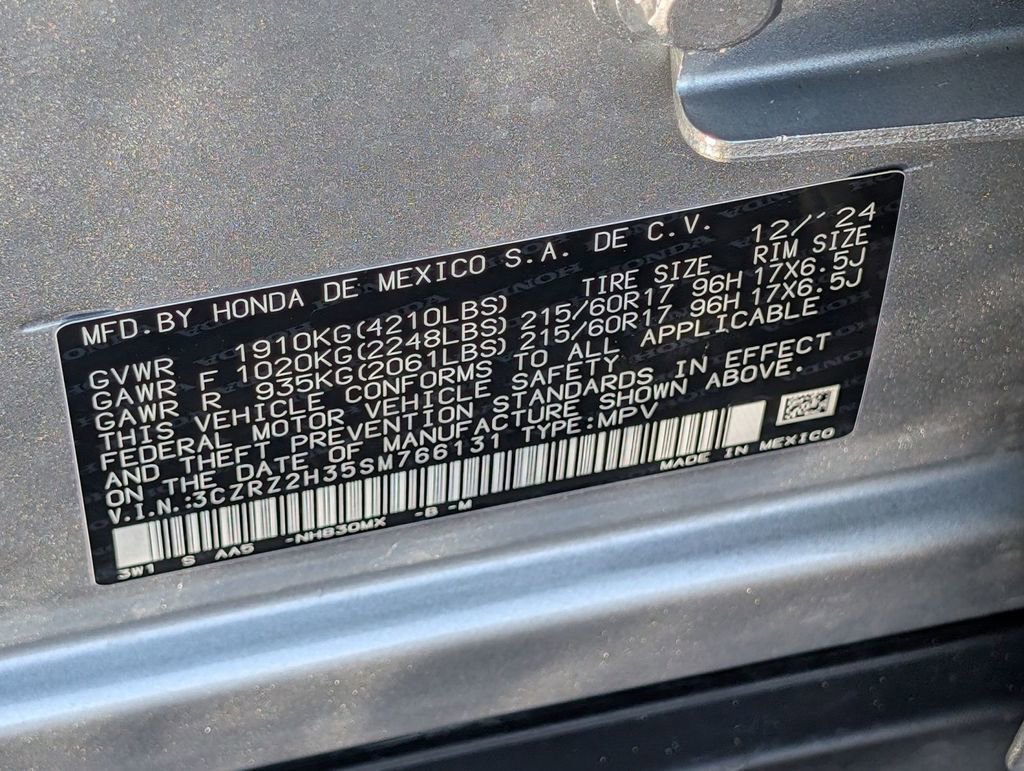 MFD. BY HONDA DE MEXICO S.A. DE C.V. 12/'24
TIRE SIZE RIM SIZE
GVWR 1910KG(4210LBS)
GAWR F 1020KG(2248LBS) 215/60R17 96H 17X6.5J
GAWR R 935KG(2061LBS) 215/60R17 96H 17X6.5J
THIS VEHICLE CONFORMS TO ALL APPLICABLE
FEDERAL MOTOR VEHICLE SAFETY
AND THEFT PREVENTION STANDARDS IN EFFECT
ON THE DATE OF MANUFACTURE SHOWN ABOVE.
V.I.N.:3CZRZ2H35SM766131 TYPE:MPV
3W1 S AA5 -NH830MX -B -M MADE IN MEXICO